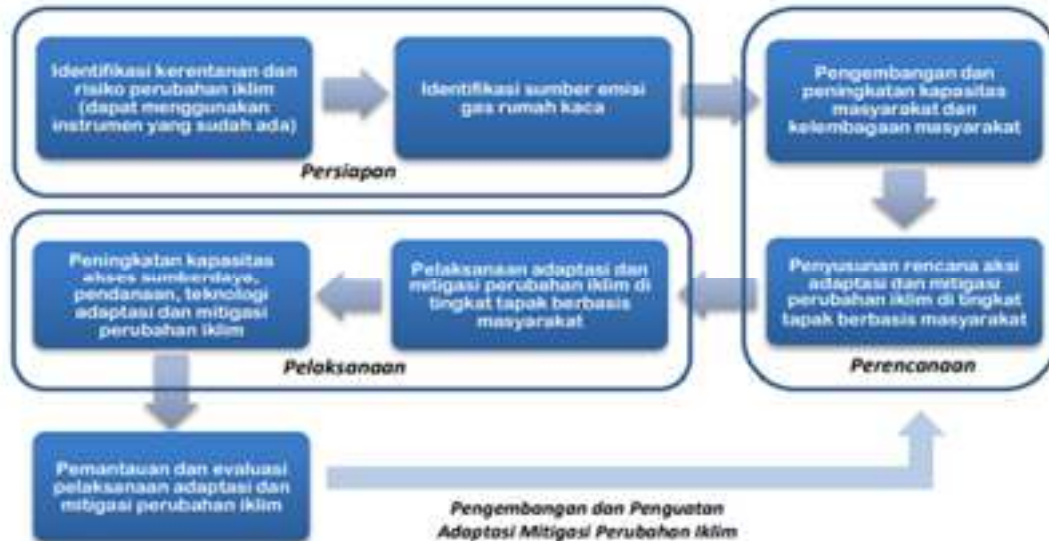 Identifikasi kerentanan dan
risiko perubahan iklim
(dapat menggunakan
instrumen yang sudah ada)
Identifikasi sumber emisi
gas rumah kaca
Persiapan
Pengembangan dan
peningkatan kapasitas
masyarakat dan
kelembagaan masyarakat
Penyusunan rencana aksi
adaptasi dan mitigasi
perubahan iklim di tingkat
tapak berbasis masyarakat
Perencanaan
Pelaksanaan adaptasi dan
mitigasi perubahan iklim di
tingkat tapak berbasis
masyarakat
Peningkatan kapasitas
akses sumberdaya,
pendanaan, teknologi
adaptasi dan mitigasi
perubahan iklim
Pelaksanaan
Pemantauan dan evaluasi
pelaksanaan adaptasi dan
mitigasi perubahan iklim
Pengembangan dan Penguatan
Adaptasi Mitigasi Perubahan Iklim